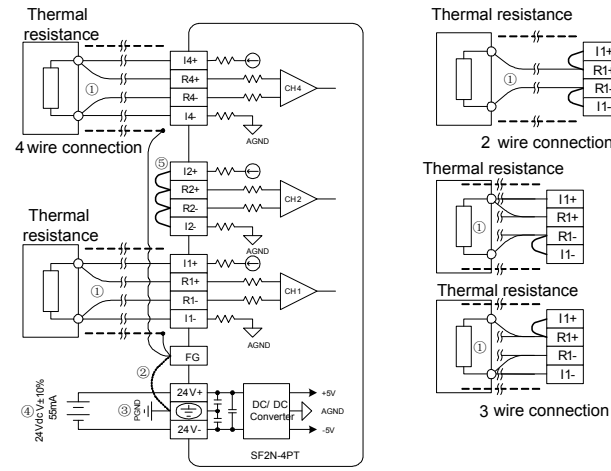 Thermal
resistance
①
4 wire connection
I4+
R4+
R4-
I4-
CH4
AGND
⑤
I2+
R2+
R2-
I2-
CH2
AGND
Thermal
resistance
①
I1+
R1+
R1-
I1-
CH1
AGND
FG
②
④ 24Vdc V±10%
55mA
③ PGND
24V+
24V-
DC/ DC
Converter
+5V
AGND
-5V
SF2N-4PT
Thermal resistance
①
I1+
R1+
R1-
I1-
2 wire connection
Thermal resistance
①
I1+
R1+
R1-
I1-
Thermal resistance
①
I1+
R1+
R1-
I1-
3 wire connection